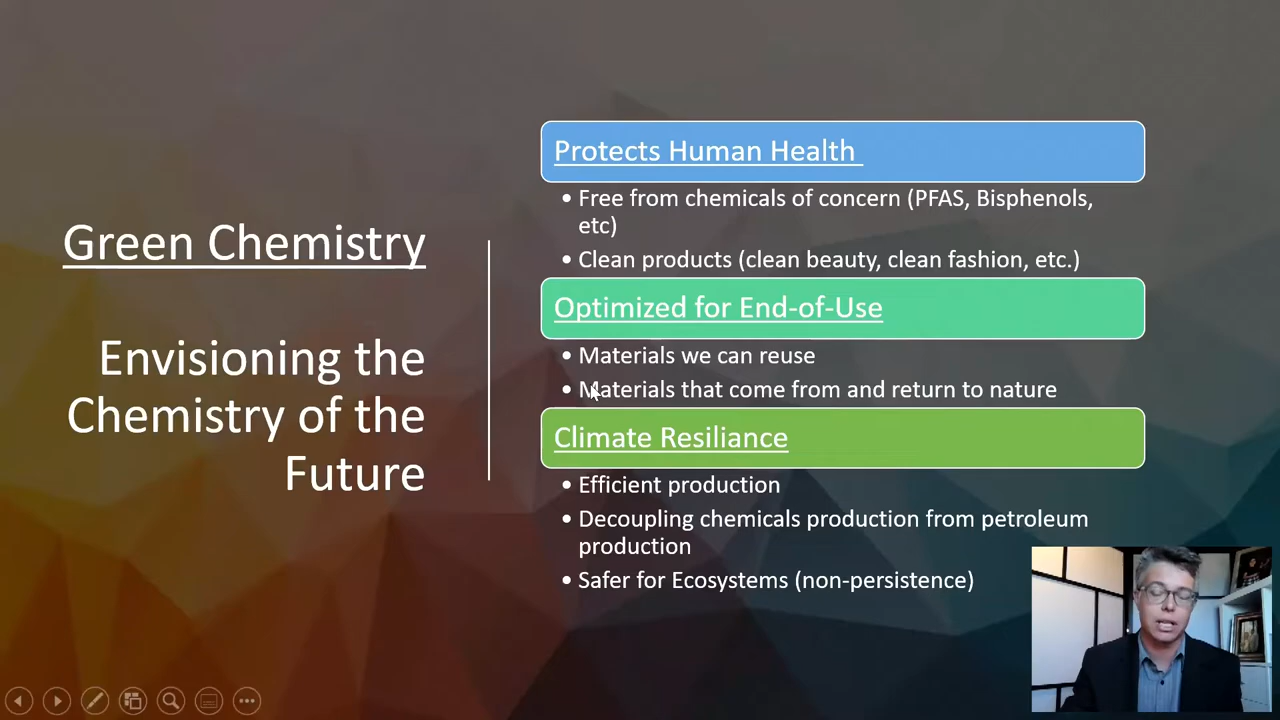 Green Chemistry
Envisioning the
Chemistry of the
Future
Protects Human Health
• Free from chemicals of concern (PFAS, Bisphenols,
etc)
• Clean products (clean beauty, clean fashion, etc.)
Optimized for End-of-Use
• Materials we can reuse
• Materials that come from and return to nature
Climate Resiliance
• Efficient production
• Decoupling chemicals production from petroleum
production
• Safer for Ecosystems (non-persistence)